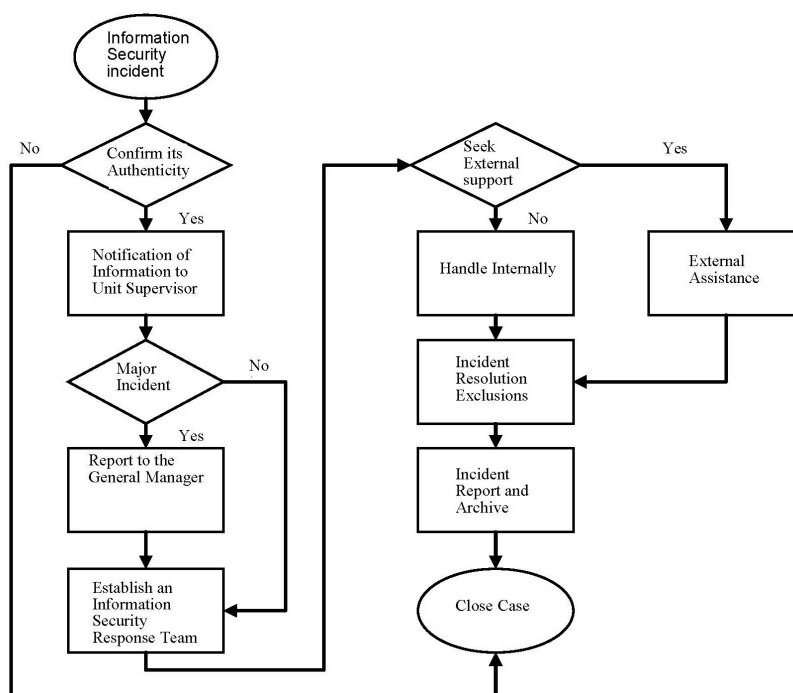 Information
Security
incident
No
Confirm its
Authenticity
Yes
Notification of
Information to
Unit Supervisor
Major
Incident
No
Yes
Report to the
General Manager
Establish an
Information
Security
Response Team
Seek
External
support
Yes
No
Handle Internally
External
Assistance
Incident
Resolution
Exclusions
Incident
Report and
Archive
Close Case